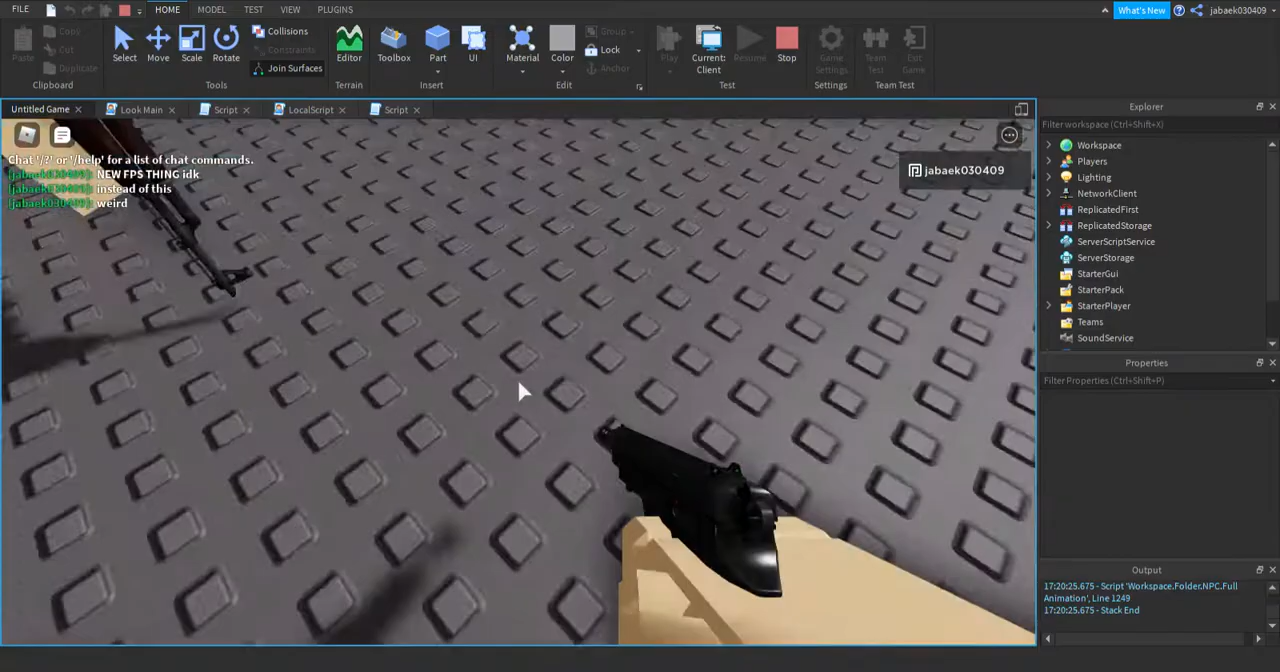 FILE HOME MODEL TEST VIEW PLUGINS What's New jabaek030409
Paste Copy Cut Duplicate Select Move Scale Rotate Collisions Constraints Join Surfaces Editor Toolbox Part UI Material Color Group Lock Anchor Play Current: Client Resume Stop Game Settings Team Test Exit Game
Clipboard Tools Terrain Insert Edit Test Settings Team Test
Untitled Game Look Main Script LocalScript Script
Chat '/?' or '/help' for a list of chat commands.
[jabaek030409]: NEW FPS THING idk
[jabaek030409]: instead of this
[jabaek030409]: weird
jabaek030409
Explorer
Filter workspace (Ctrl+Shift+X)
Workspace
Players
Lighting
NetworkClient
ReplicatedFirst
ReplicatedStorage
ServerScriptService
ServerStorage
StarterGui
StarterPack
StarterPlayer
Teams
SoundService
Properties
Filter Properties (Ctrl+Shift+P)
Output
17:20:25.675 - Script 'Workspace.Folder.NPC.Full
Animation', Line 1249
17:20:25.675 - Stack End